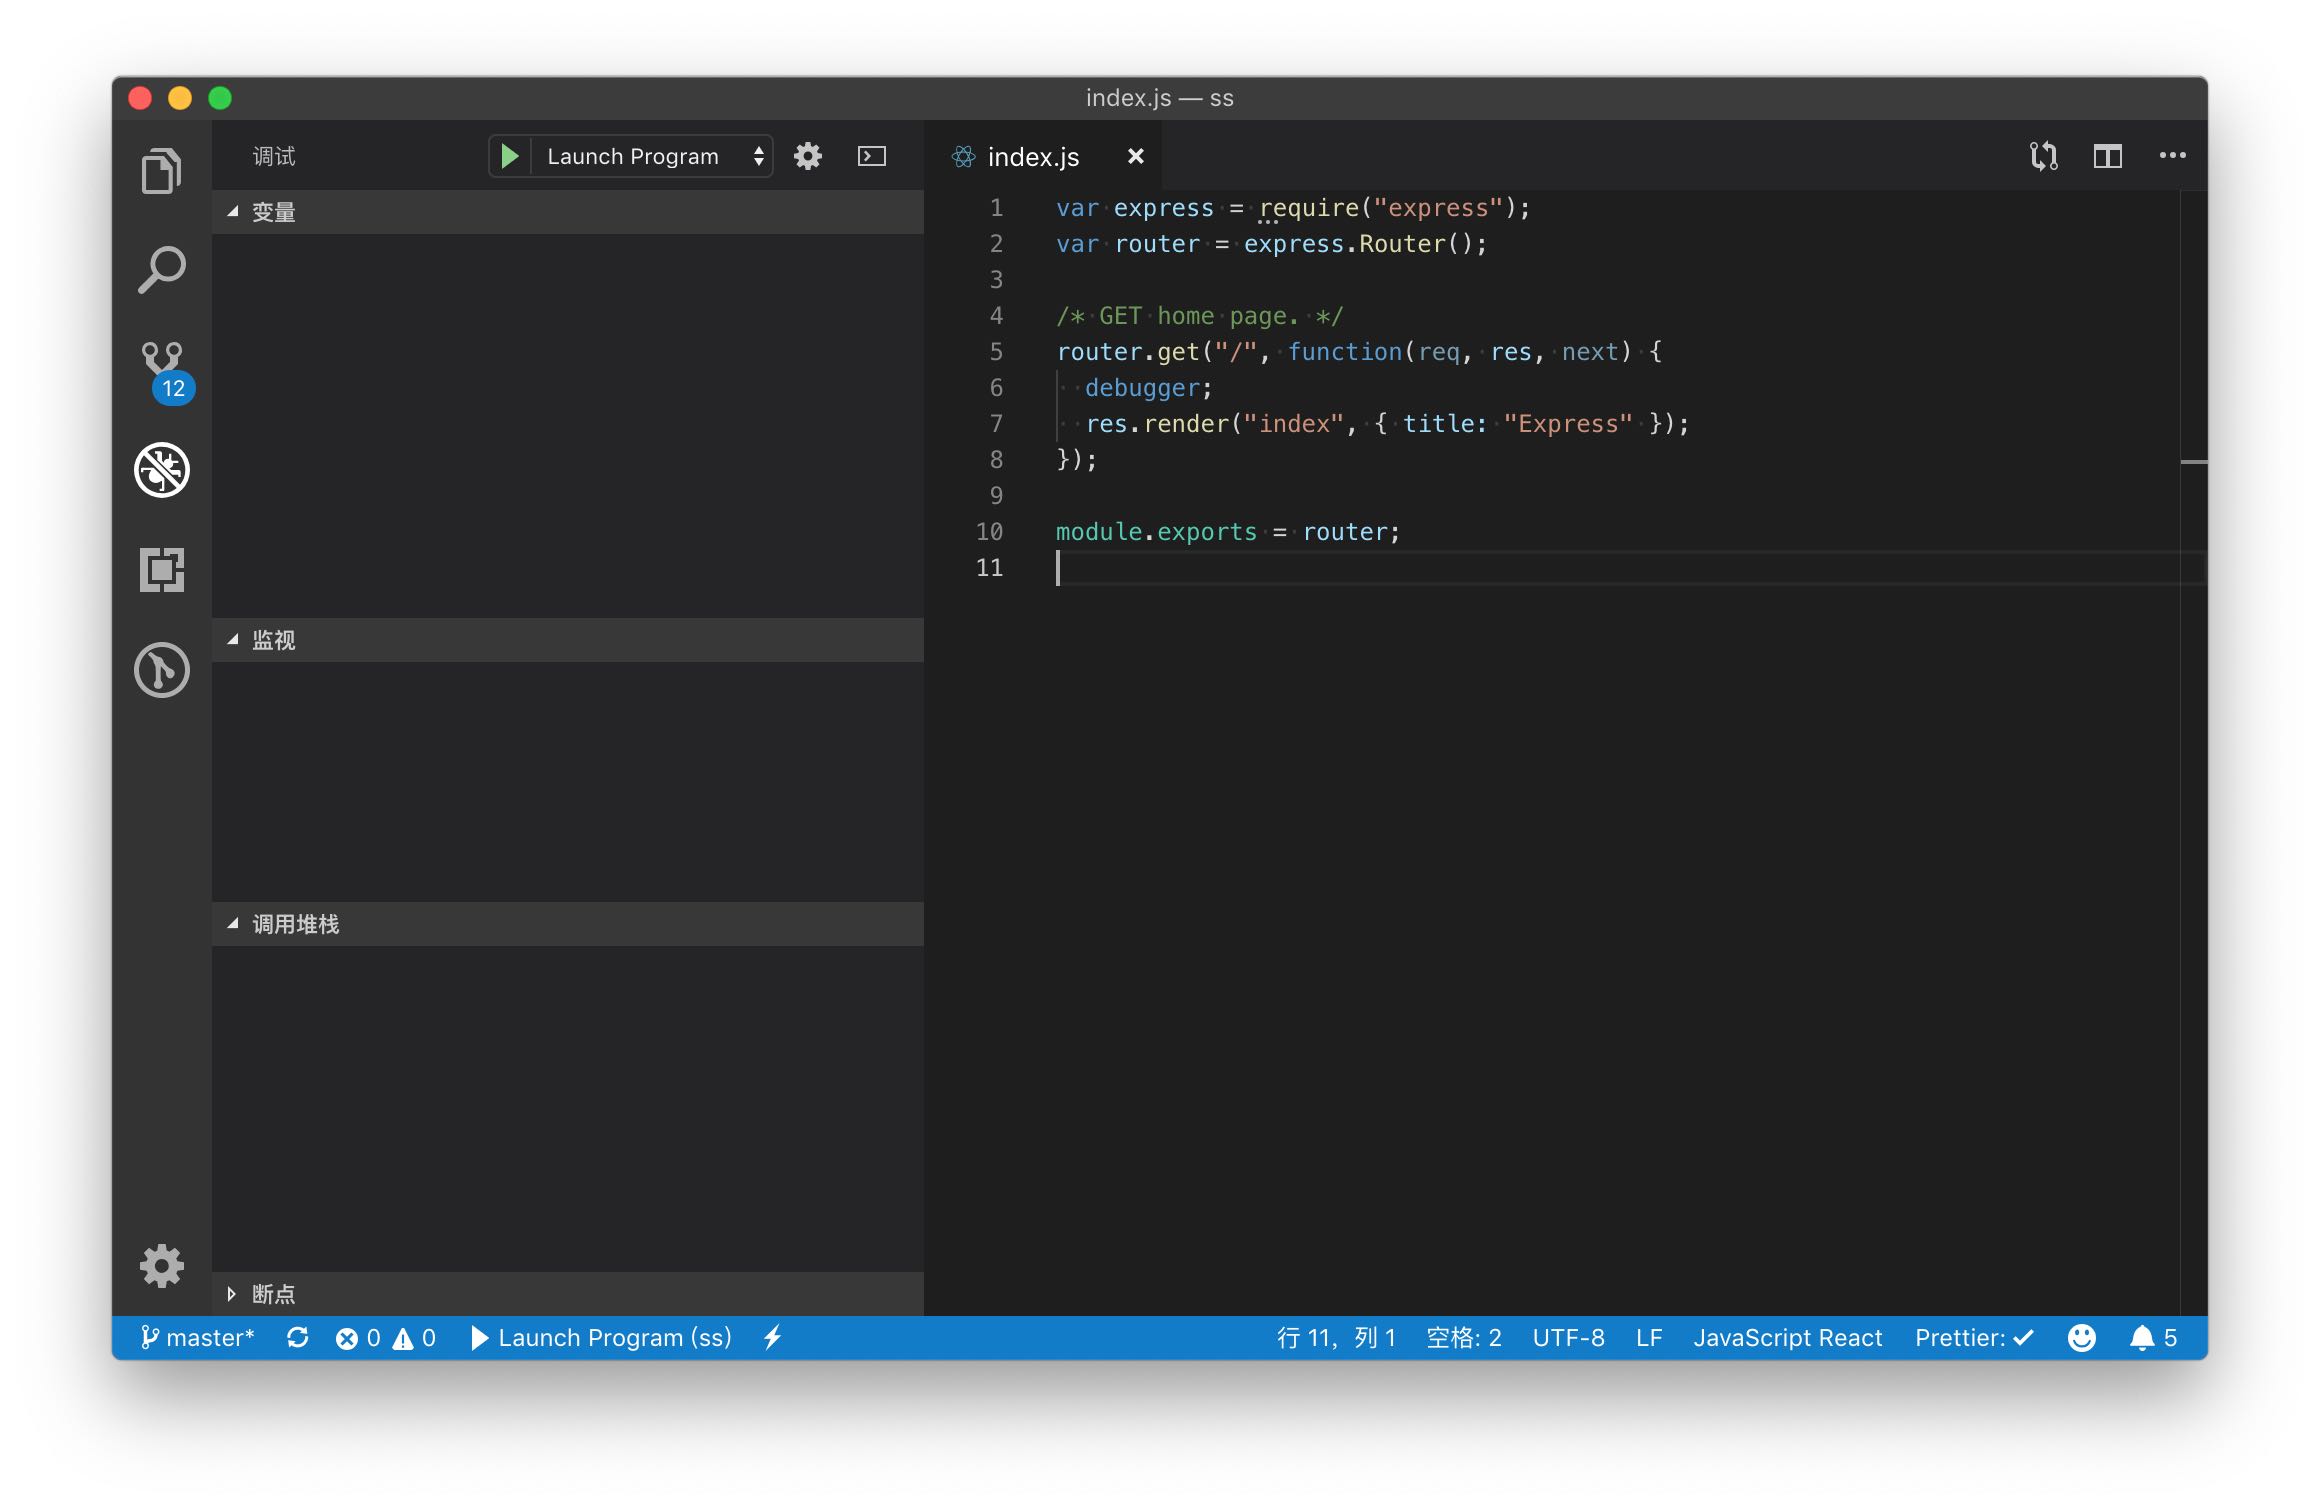 index.js — ss
调试
Launch Program
变量
12
监视
调用堆栈
断点
index.js
1 var express = require("express");
2 var router = express.Router();
3
4 /* GET home page. */
5 router.get("/", function(req, res, next) {
6 debugger;
7 res.render("index", { title: "Express" });
8 });
9
10 module.exports = router;
11
master* 0 0 Launch Program (ss) 行 11，列 1 空格: 2 UTF-8 LF JavaScript React Prettier: 5